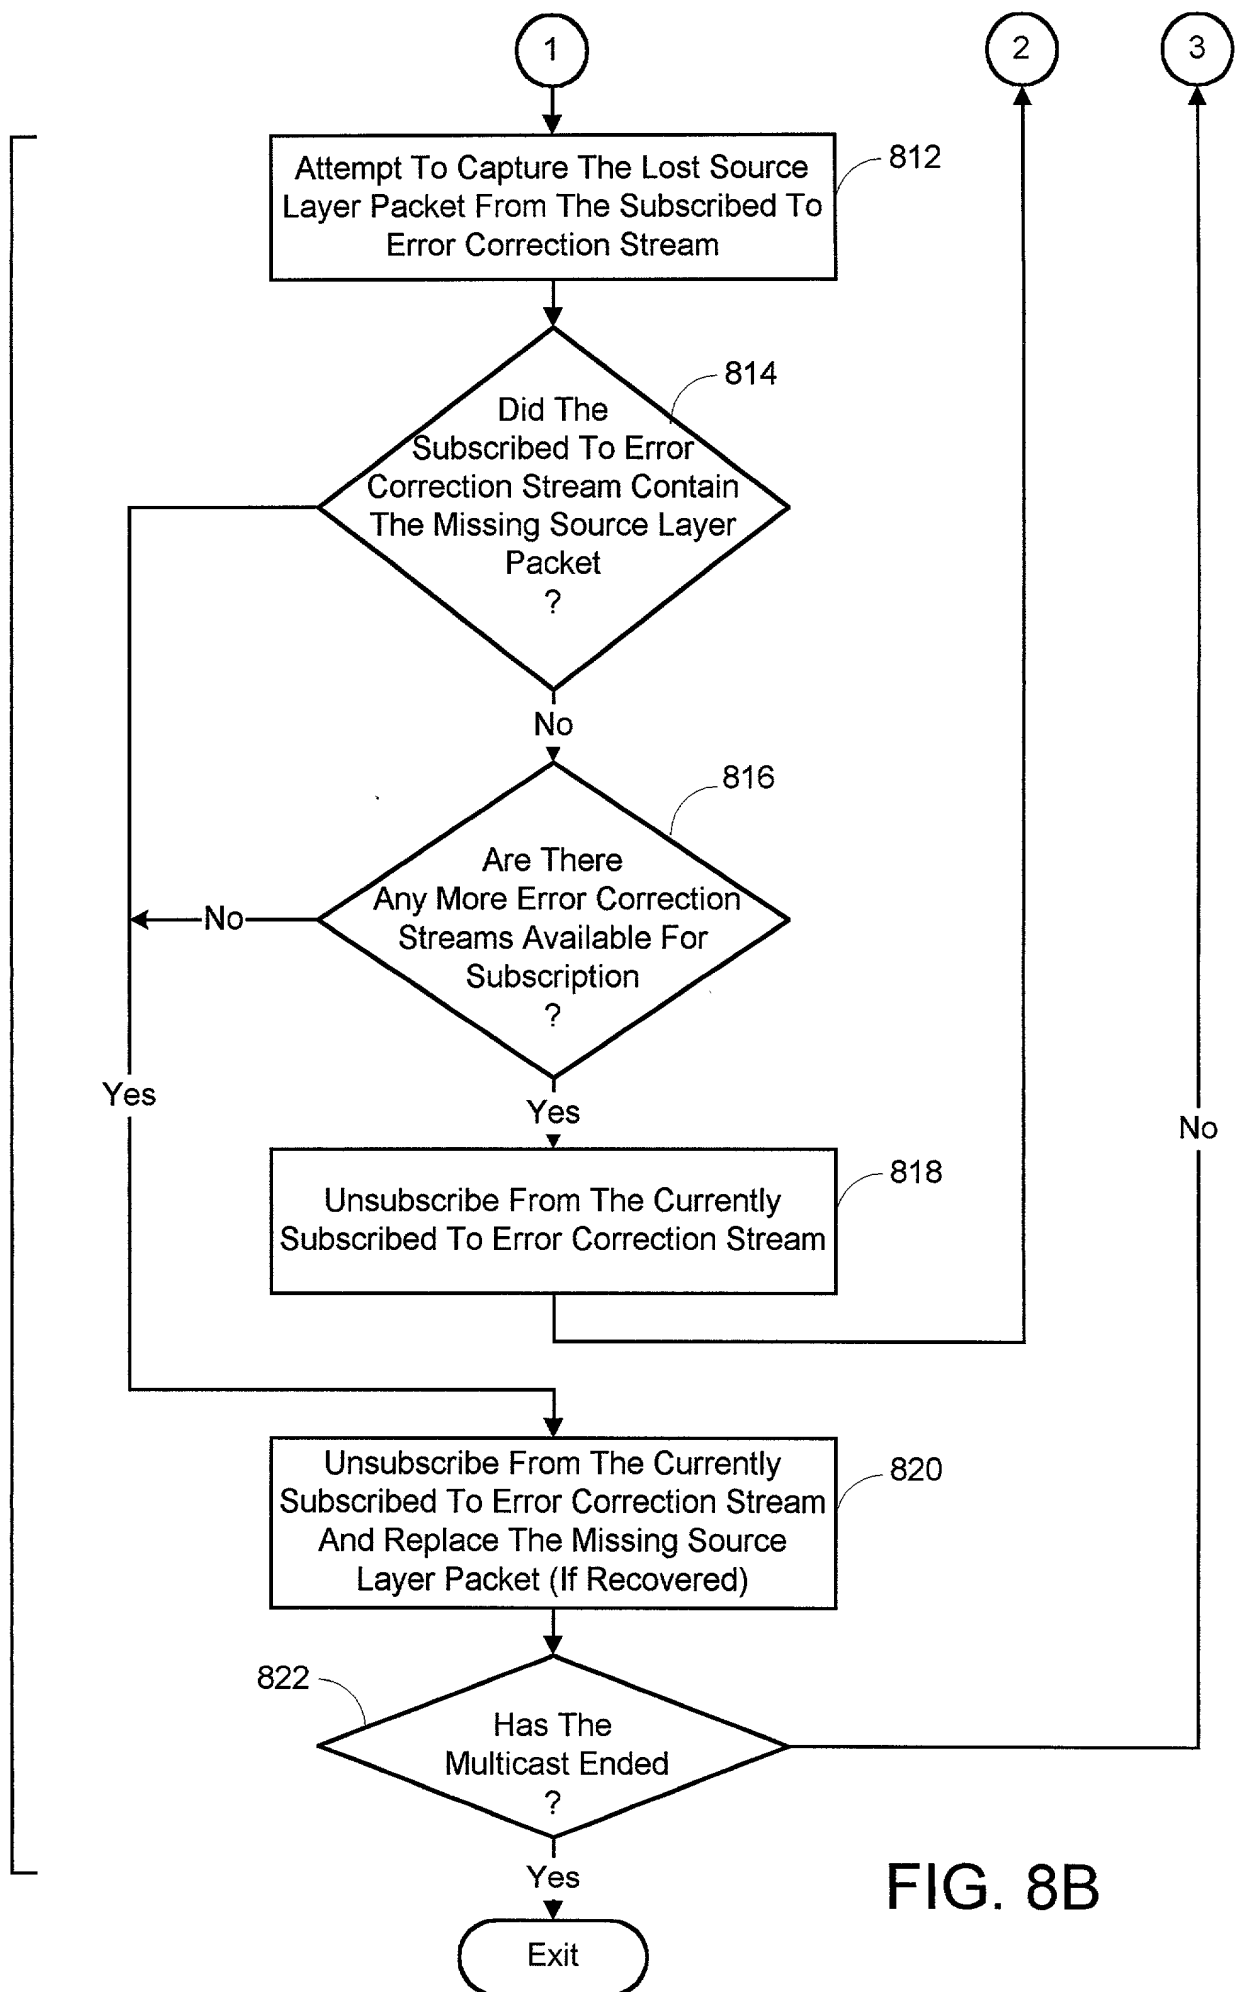 1
2
3
Attempt To Capture The Lost Source
Layer Packet From The Subscribed To
Error Correction Stream
812
814
Did The
Subscribed To Error
Correction Stream Contain
The Missing Source Layer
Packet
?
No
816
Are There
Any More Error Correction
Streams Available For
Subscription
?
No
Yes
Yes
No
818
Unsubscribe From The Currently
Subscribed To Error Correction Stream
Unsubscribe From The Currently
Subscribed To Error Correction Stream
And Replace The Missing Source
Layer Packet (If Recovered)
820
822
Has The
Multicast Ended
?
Yes
FIG. 8B
Exit